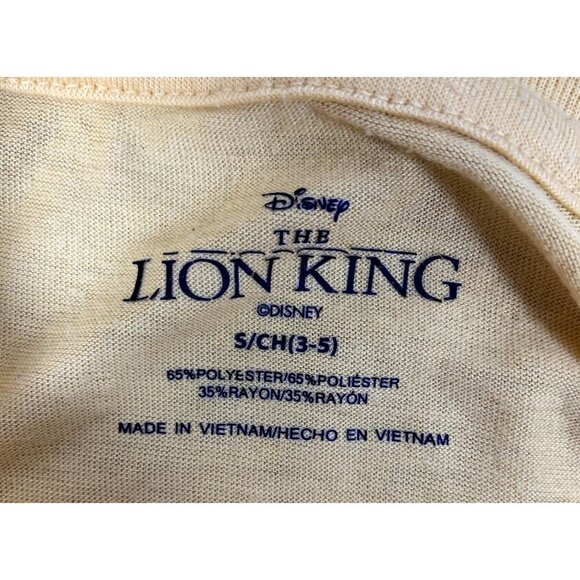 Disney
THE
LION KING
©DISNEY
S/CH(3-5)
65%POLYESTER/65%POLIÉSTER
35%RAYON/35%RAYÓN
MADE IN VIETNAM/HECHO EN VIETNAM